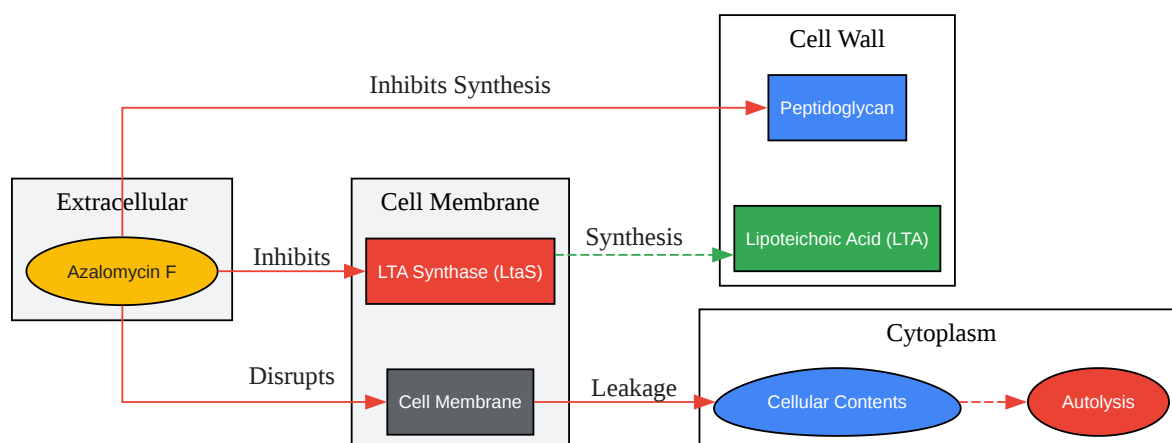 Cell Wall
Inhibits Synthesis
Peptidoglycan
Extracellular
Cell Membrane
Azalomycin F
Inhibits
LTA Synthase (LtaS)
Synthesis
Lipoteichoic Acid (LTA)
Cytoplasm
Disrupts
Cell Membrane
Leakage
Cellular Contents
Autolysis